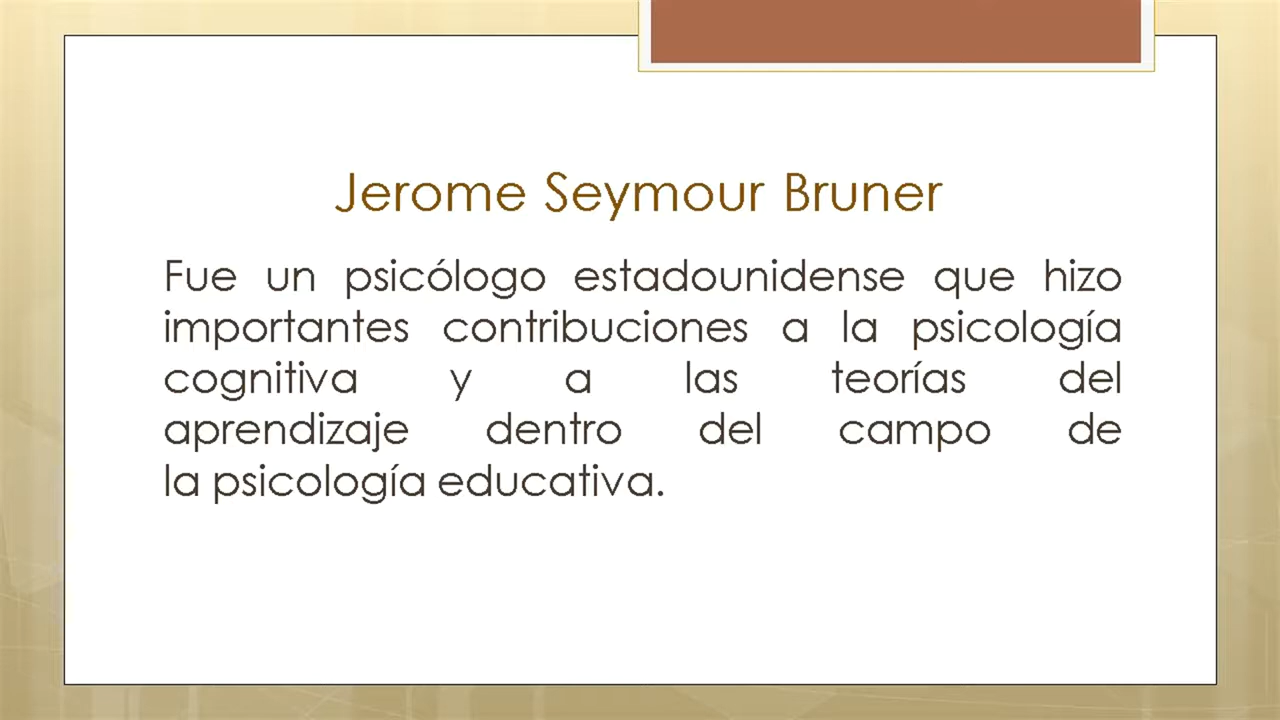 Jerome Seymour Bruner
Fue un psicólogo estadounidense que hizo
importantes contribuciones a la psicología
cognitiva y a las teorías del
aprendizaje dentro del campo de
la psicología educativa.